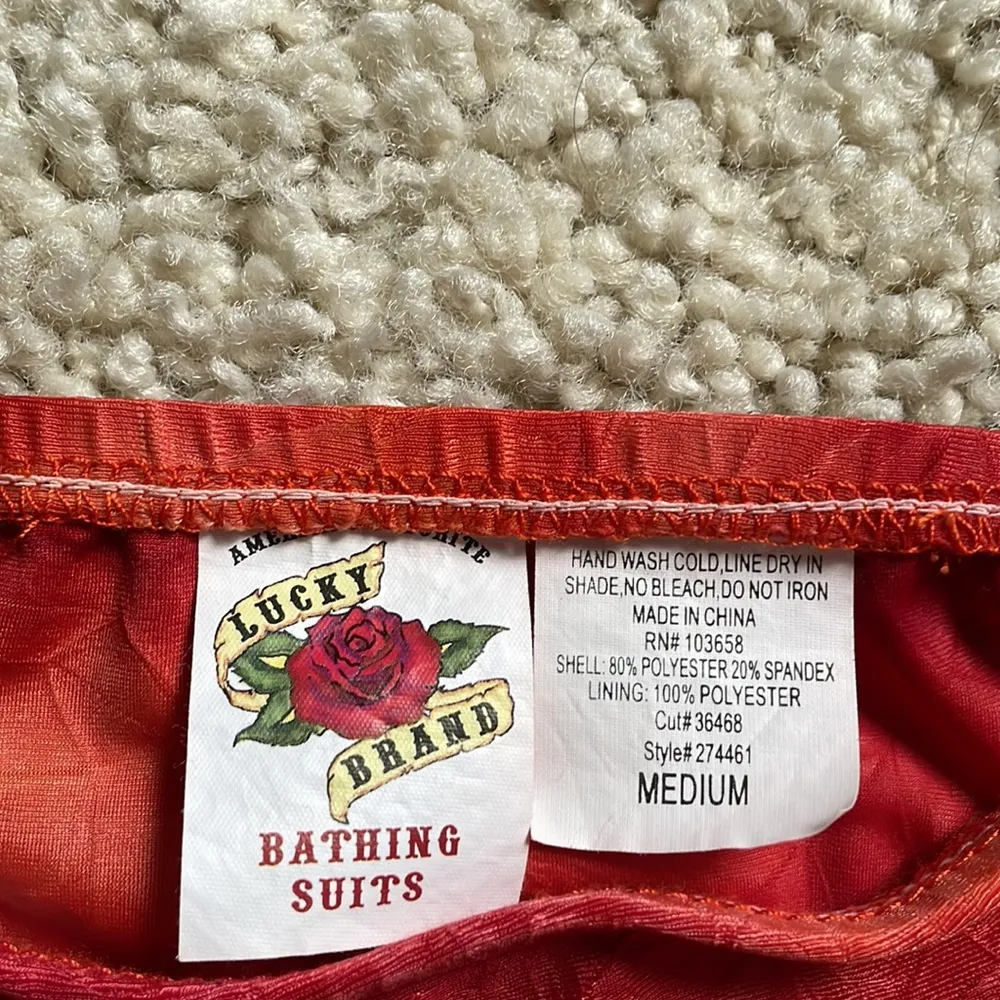 LUCKY
BRAND
BATHING
SUITS
HAND WASH COLD,LINE DRY IN
SHADE,NO BLEACH,DO NOT IRON
MADE IN CHINA
RN# 103658
SHELL: 80% POLYESTER 20% SPANDEX
LINING: 100% POLYESTER
Cut# 36468
Style# 274461
MEDIUM